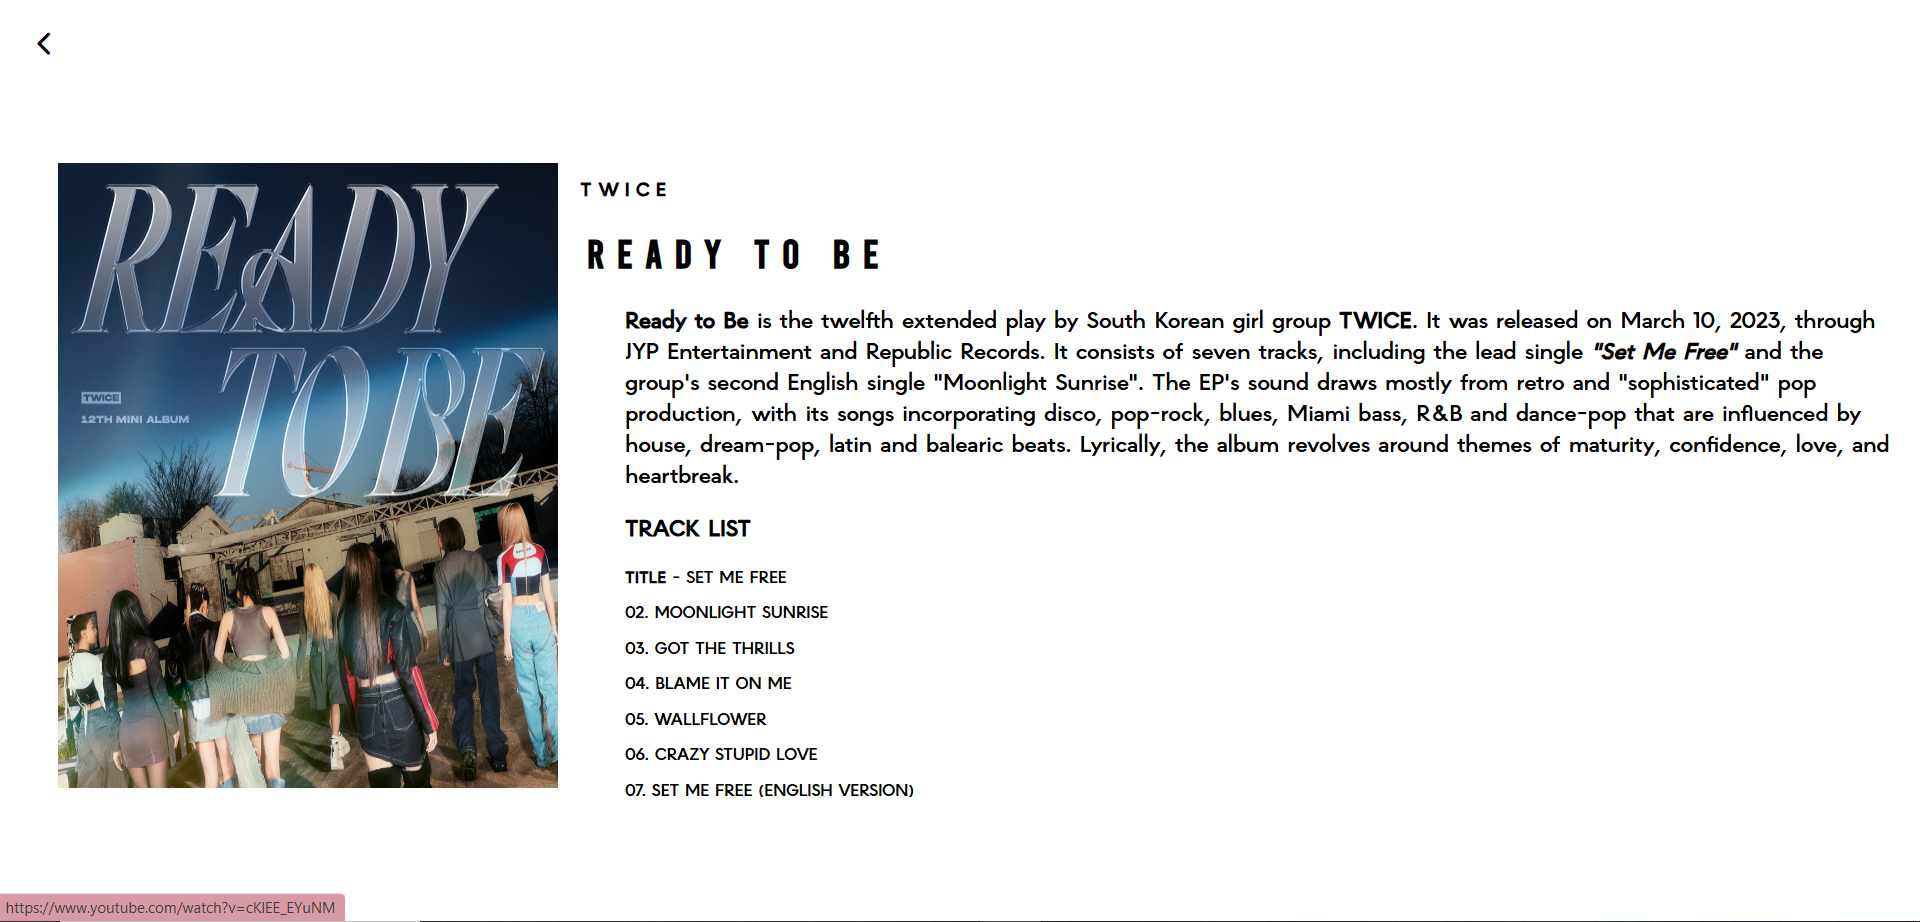 READY
TO BE
TWICE
12TH MINI ALBUM
TWICE
READY TO BE
Ready to Be is the twelfth extended play by South Korean girl group TWICE. It was released on March 10, 2023, through
JYP Entertainment and Republic Records. It consists of seven tracks, including the lead single "Set Me Free" and the
group's second English single "Moonlight Sunrise". The EP's sound draws mostly from retro and "sophisticated" pop
production, with its songs incorporating disco, pop-rock, blues, Miami bass, R&B and dance-pop that are influenced by
house, dream-pop, latin and balearic beats. Lyrically, the album revolves around themes of maturity, confidence, love, and
heartbreak.
TRACK LIST
TITLE - SET ME FREE
02. MOONLIGHT SUNRISE
03. GOT THE THRILLS
04. BLAME IT ON ME
05. WALLFLOWER
06. CRAZY STUPID LOVE
07. SET ME FREE (ENGLISH VERSION)
https://www.youtube.com/watch?v=cKlEE_EYuNM